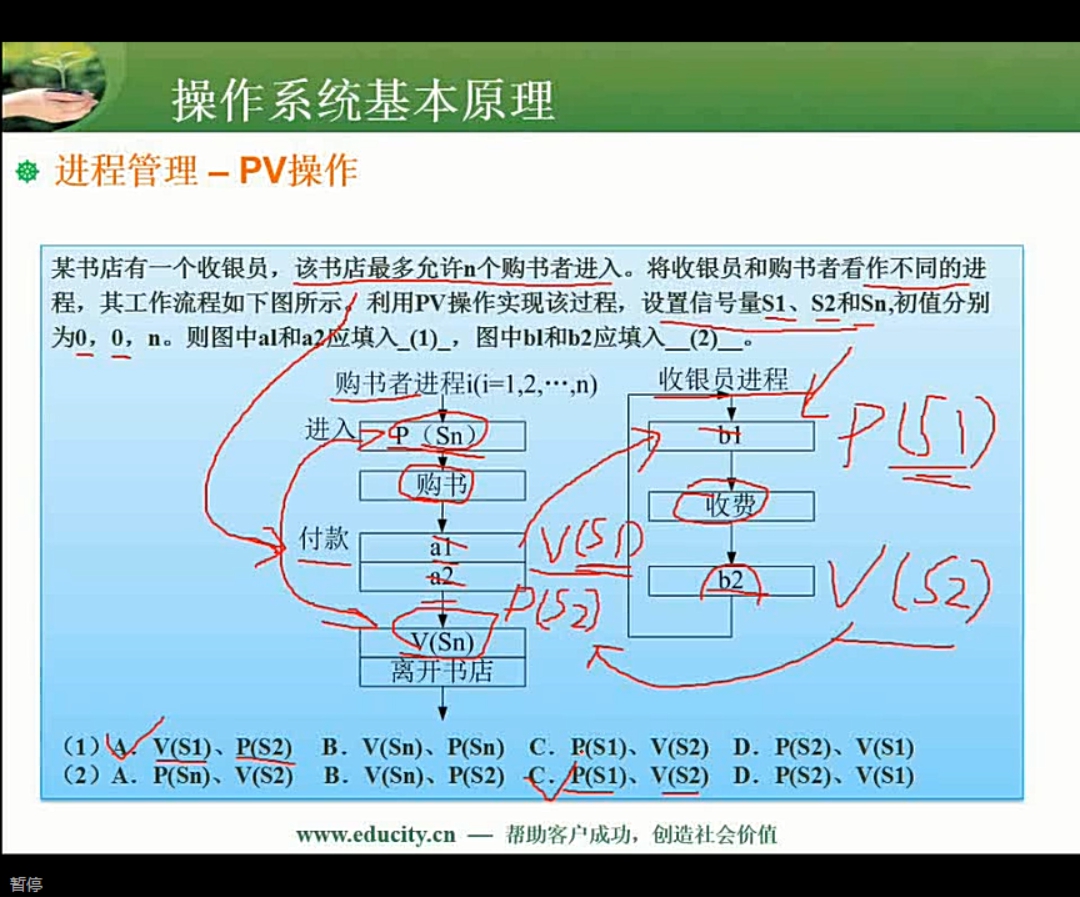 操作系统基本原理
进程管理 – PV操作
某书店有一个收银员，该书店最多允许n个购书者进入。将收银员和购书者看作不同的进
程，其工作流程如下图所示。利用PV操作实现该过程，设置信号量S1、S2和Sn,初值分别
为0，0，n。则图中a1和a2应填入_(1)_，图中b1和b2应填入__(2)__。
购书者进程i(i=1,2,…,n)
收银员进程
进入
P（Sn）
b1
P(S1)
购书
收费
付款
a1
V(S1)
a2
P(S2)
b2
V(S2)
V(Sn)
离开书店
（1）A．V(S1)、P(S2) B．V(Sn)、P(Sn) C．P(S1)、V(S2) D．P(S2)、V(S1)
（2）A．P(Sn)、V(S2) B．V(Sn)、P(S2) C．P(S1)、V(S2) D．P(S2)、V(S1)
www.educity.cn — 帮助客户成功，创造社会价值
暂停